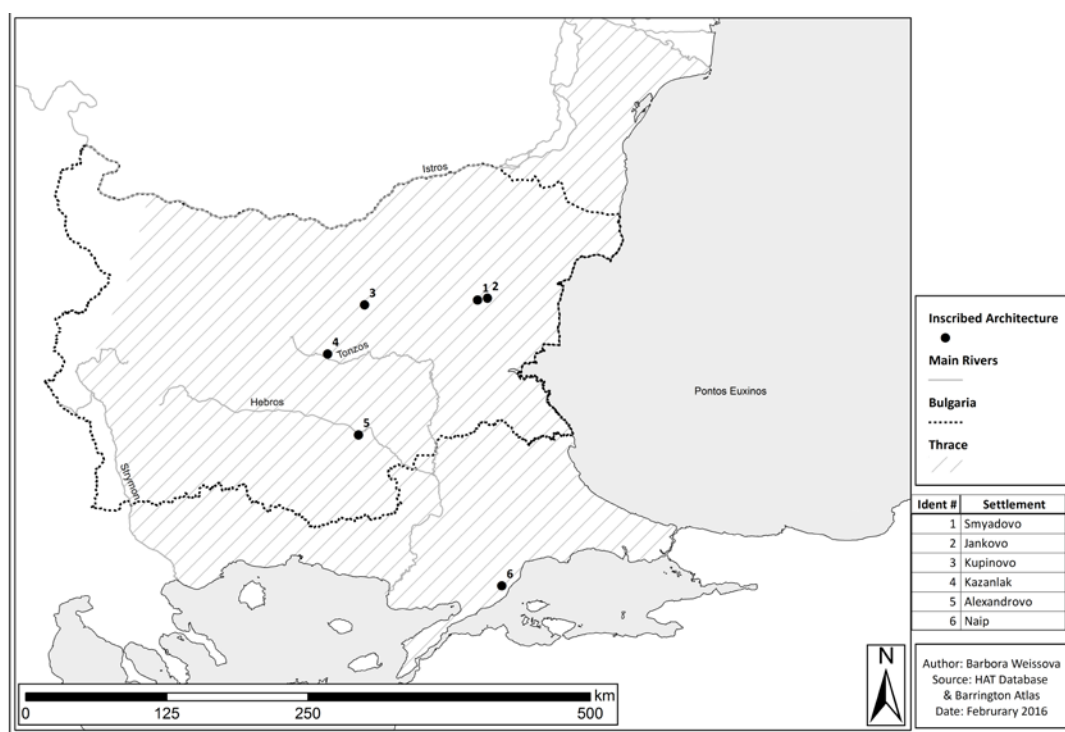 Istros
1 2
3
4
Tonzos
Hebros
5
Strymon
Pontos Euxinos
6
km
0 125 250 500
Inscribed Architecture
Main Rivers
Bulgaria
Thrace
Ident # Settlement
1 Smyadovo
2 Jankovo
3 Kupinovo
4 Kazanlak
5 Alexandrovo
6 Naip
N
Author: Barbora Weissova
Source: HAT Database
& Barrington Atlas
Date: Februrary 2016